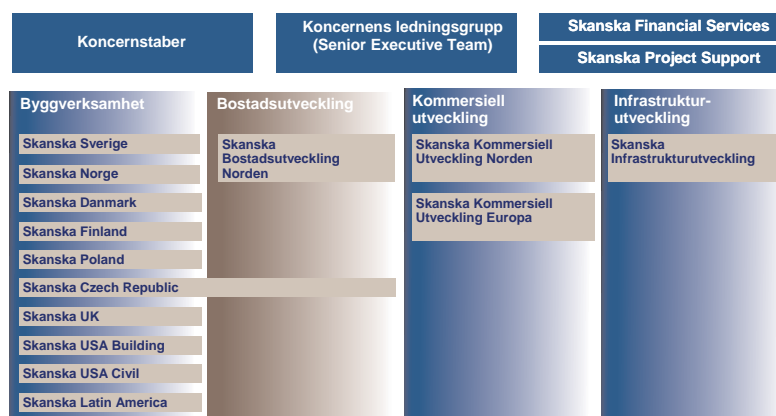 Koncernstaber
Koncernens ledningsgrupp
(Senior Executive Team)
Skanska Financial Services
Skanska Project Support
Byggverksamhet
Skanska Sverige
Skanska Norge
Skanska Danmark
Skanska Finland
Skanska Poland
Skanska Czech Republic
Skanska UK
Skanska USA Building
Skanska USA Civil
Skanska Latin America
Bostadsutveckling
Skanska
Bostadsutveckling
Norden
Kommersiell
utveckling
Skanska Kommersiell
Utveckling Norden
Skanska Kommersiell
Utveckling Europa
Infrastruktur-
utveckling
Skanska
Infrastrukturutveckling